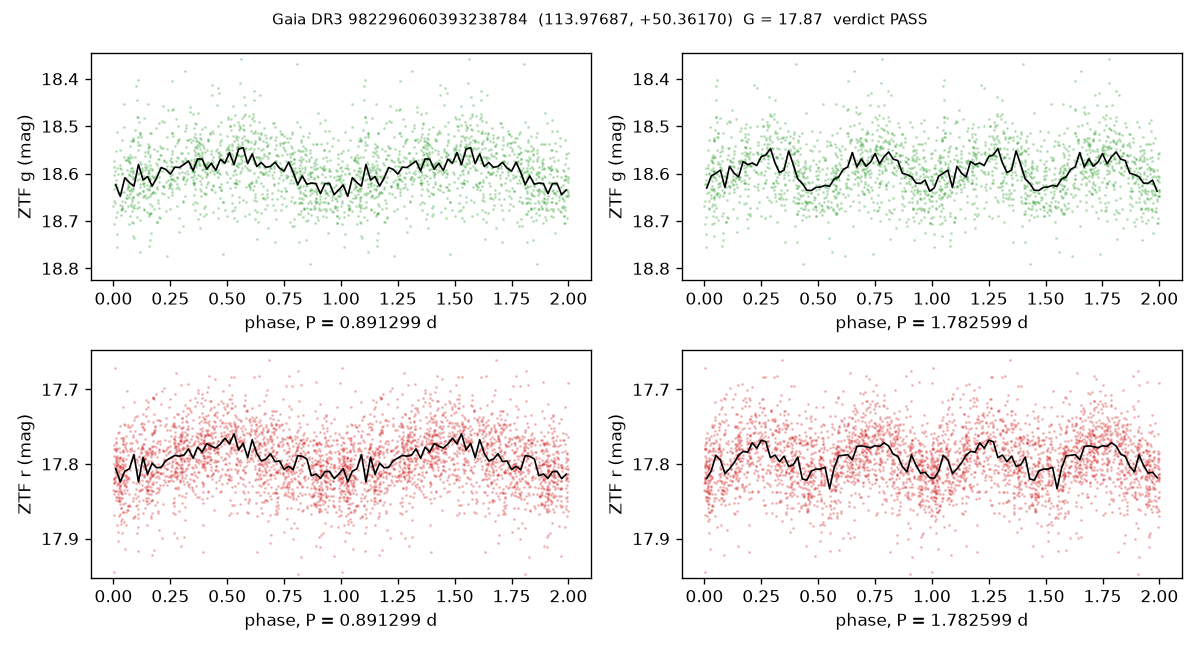 Gaia DR3 982296060393238784 (113.97687, +50.36170) G = 17.87 verdict PASS
ZTF g (mag)
18.4
18.5
18.6
18.7
18.8
0.00 0.25 0.50 0.75 1.00 1.25 1.50 1.75 2.00
phase, P = 0.891299 d
ZTF g (mag)
18.4
18.5
18.6
18.7
18.8
0.00 0.25 0.50 0.75 1.00 1.25 1.50 1.75 2.00
phase, P = 1.782599 d
ZTF r (mag)
17.7
17.8
17.9
0.00 0.25 0.50 0.75 1.00 1.25 1.50 1.75 2.00
phase, P = 0.891299 d
ZTF r (mag)
17.7
17.8
17.9
0.00 0.25 0.50 0.75 1.00 1.25 1.50 1.75 2.00
phase, P = 1.782599 d